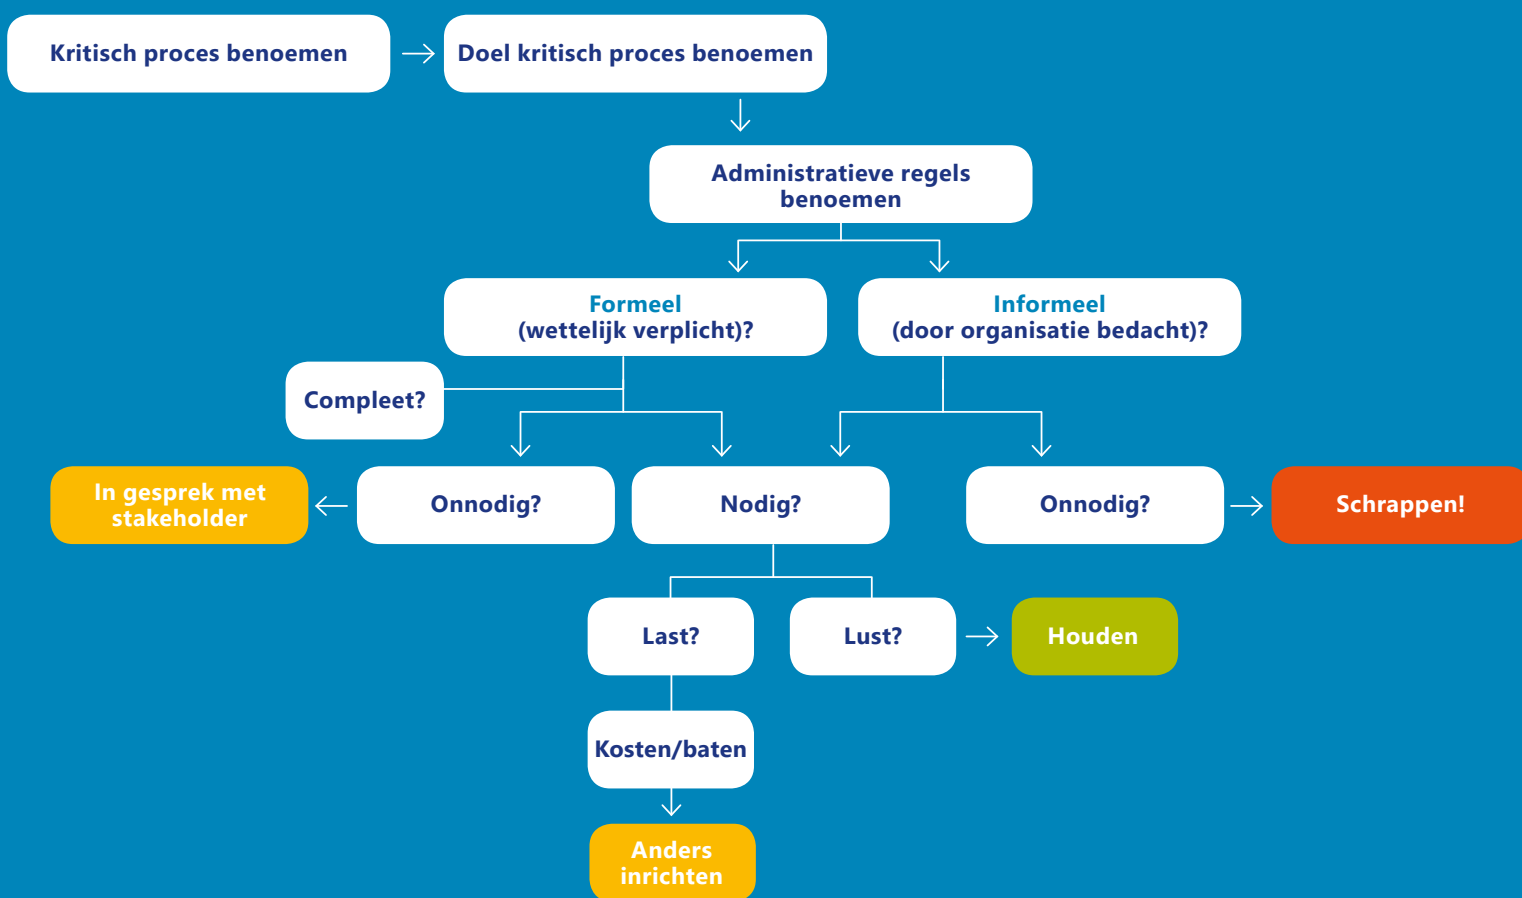 Kritisch proces benoemen
Doel kritisch proces benoemen
Administratieve regels
benoemen
Formeel
(wettelijk verplicht)?
Informeel
(door organisatie bedacht)?
Compleet?
In gesprek met
stakeholder
Onnodig?
Nodig?
Onnodig?
Schrappen!
Last?
Lust?
Houden
Kosten/baten
Anders
inrichten